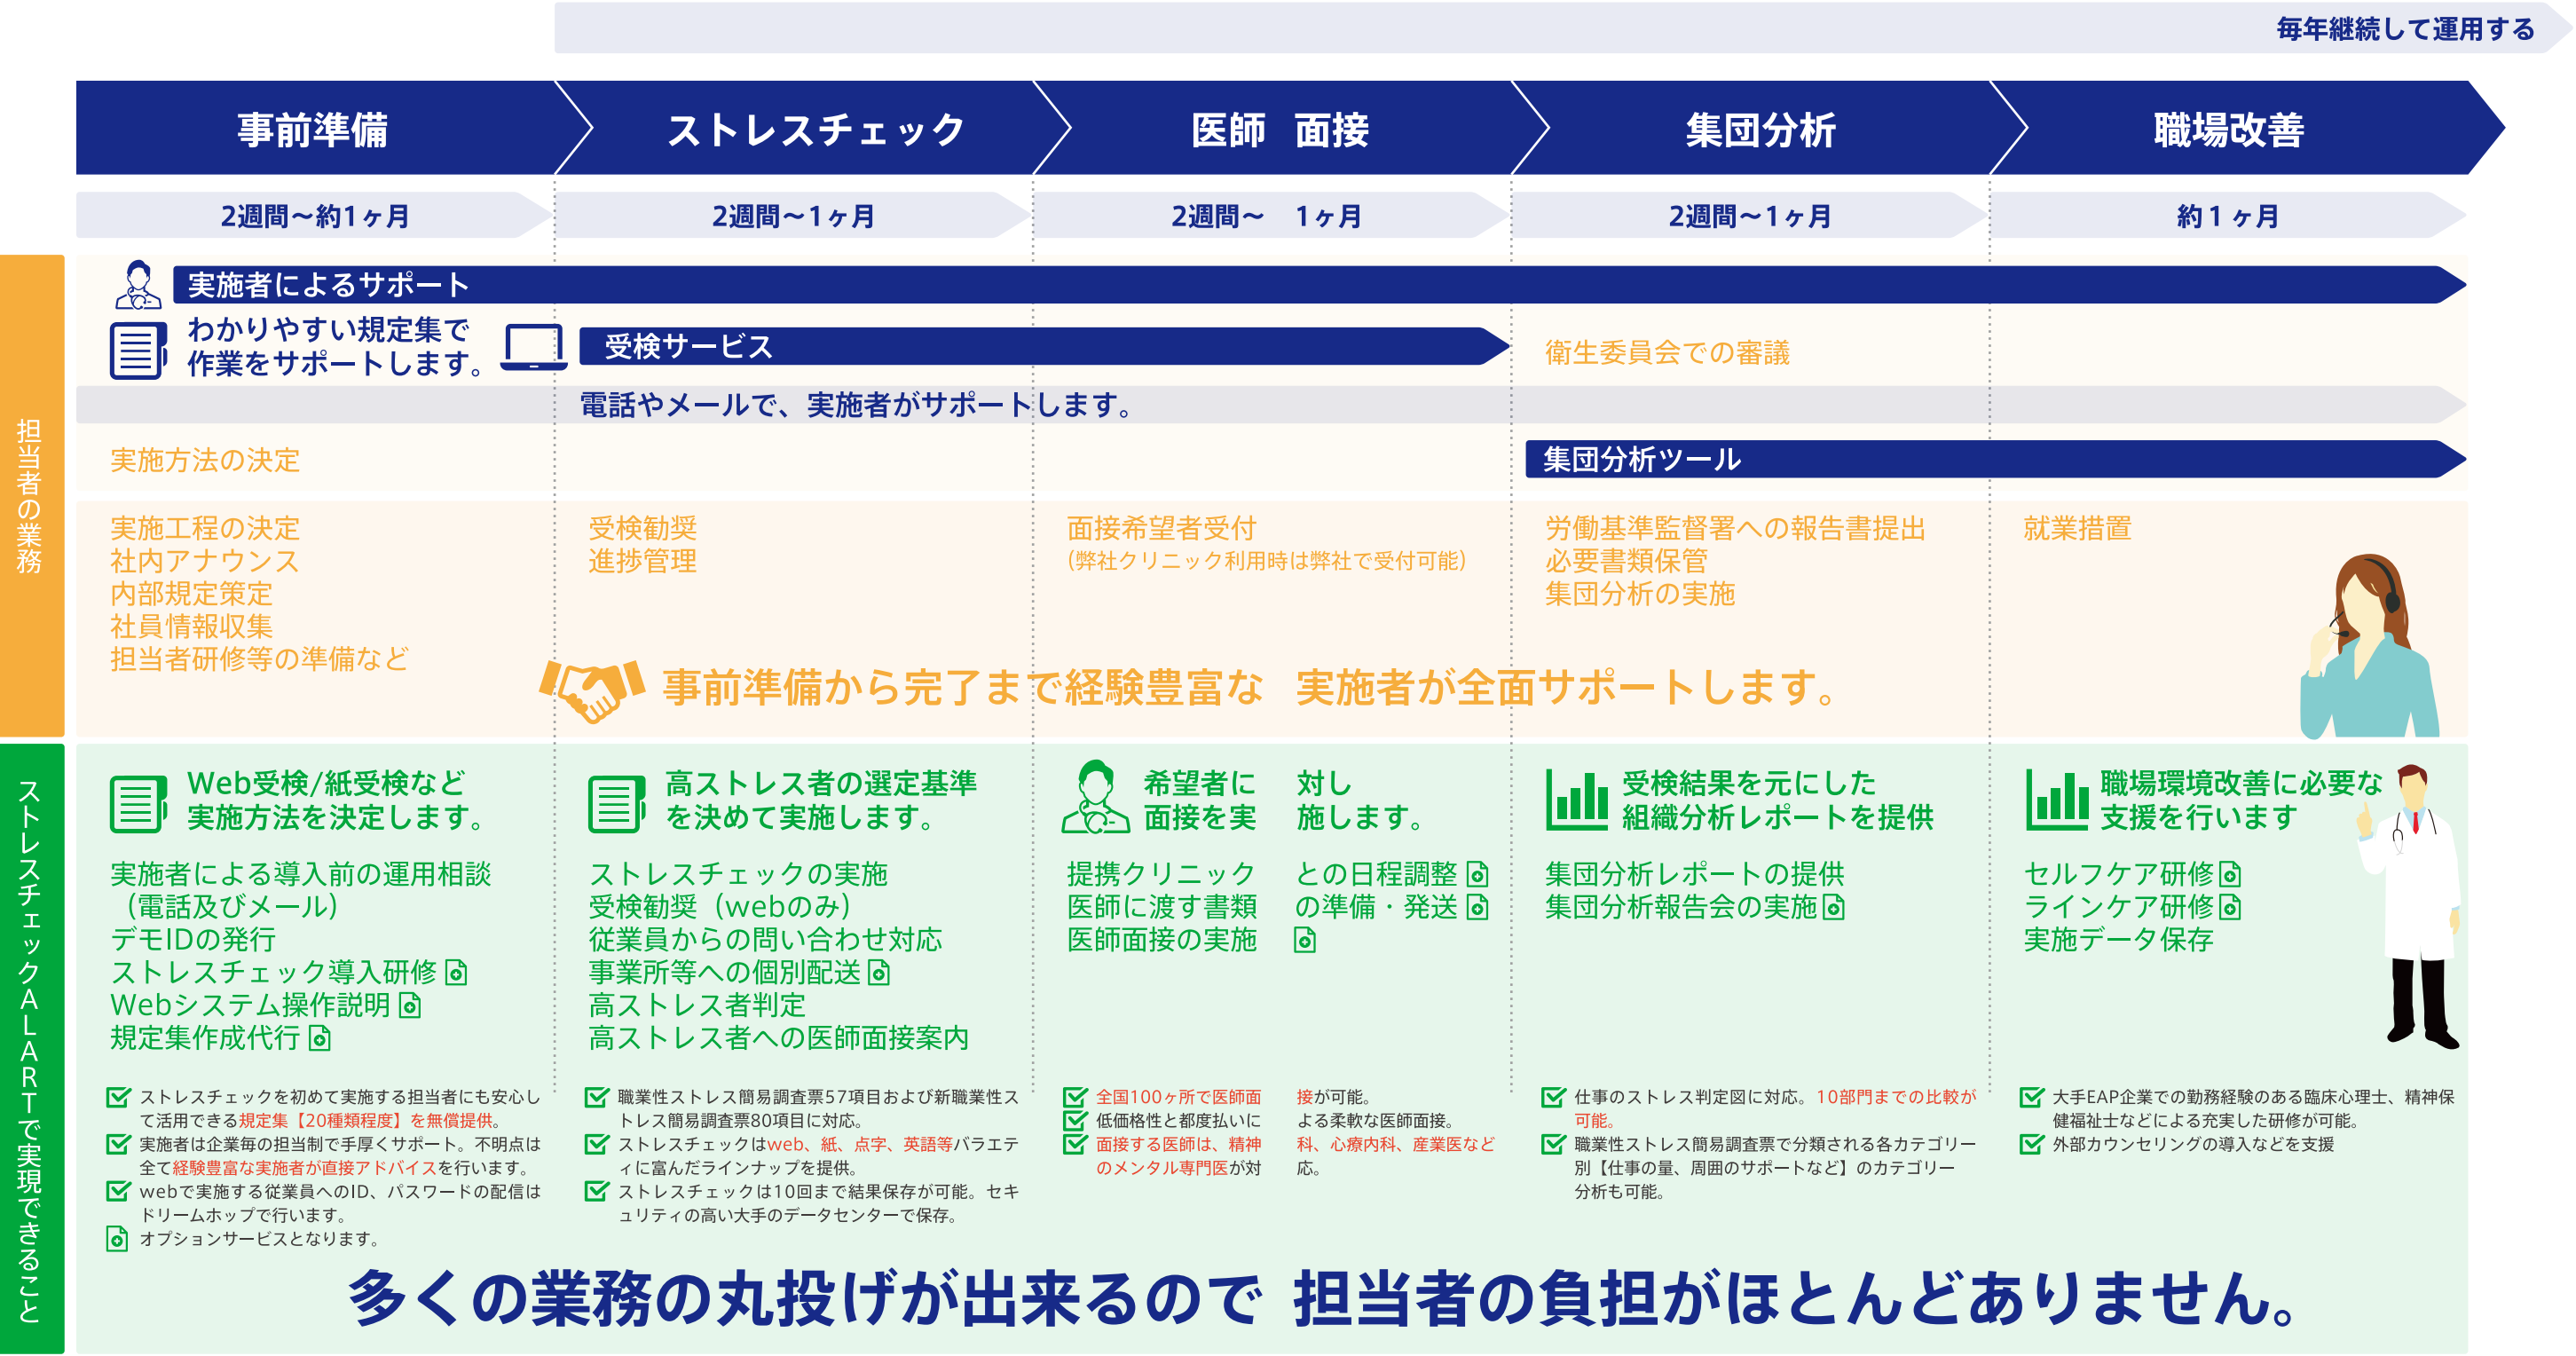 毎年継続して運用する
事前準備
ストレスチェック
医師 面接
集団分析
職場改善
2週間〜約1ヶ月
2週間〜1ヶ月
2週間〜 1ヶ月
2週間〜1ヶ月
約1ヶ月
担当者の業務
実施者によるサポート
わかりやすい規定集で
作業をサポートします。
受検サービス
衛生委員会での審議
電話やメールで、実施者がサポートします。
実施方法の決定
集団分析ツール
実施工程の決定
社内アナウンス
内部規定策定
社員情報収集
担当者研修等の準備など
受検勧奨
進捗管理
面接希望者受付
(弊社クリニック利用時は弊社で受付可能)
労働基準監督署への報告書提出
必要書類保管
集団分析の実施
就業措置
事前準備から完了まで経験豊富な 実施者が全面サポートします。
ストレスチェックALARTで実現できること
Web受検/紙受検など
実施方法を決定します。
実施者による導入前の運用相談
（電話及びメール）
デモIDの発行
ストレスチェック導入研修
Webシステム操作説明
規定集作成代行
ストレスチェックを初めて実施する担当者にも安心し
て活用できる規定集【20種類程度】を無償提供。
実施者は企業毎の担当制で手厚くサポート。不明点は
全て経験豊富な実施者が直接アドバイスを行います。
webで実施する従業員へのID、パスワードの配信は
ドリームホップで行います。
オプションサービスとなります。
高ストレス者の選定基準
を決めて実施します。
ストレスチェックの実施
受検勧奨（webのみ）
従業員からの問い合わせ対応
事業所等への個別配送
高ストレス者判定
高ストレス者への医師面接案内
職業性ストレス簡易調査票57項目および新職業性ス
トレス簡易調査票80項目に対応。
ストレスチェックはweb、紙、点字、英語等バラエテ
ィに富んだラインナップを提供。
ストレスチェックは10回まで結果保存が可能。セキ
ュリティの高い大手のデータセンターで保存。
希望者に 対し
面接を実 施します。
提携クリニック との日程調整
医師に渡す書類 の準備・発送
医師面接の実施
全国100ヶ所で医師面 接が可能。
低価格性と都度払いに よる柔軟な医師面接。
面接する医師は、精神 科、心療内科、産業医など
のメンタル専門医が対 応。
受検結果を元にした
組織分析レポートを提供
集団分析レポートの提供
集団分析報告会の実施
仕事のストレス判定図に対応。10部門までの比較が
可能。
職業性ストレス簡易調査票で分類される各カテゴリー
別【仕事の量、周囲のサポートなど】のカテゴリー
分析も可能。
職場環境改善に必要な
支援を行います
セルフケア研修
ラインケア研修
実施データ保存
大手EAP企業での勤務経験のある臨床心理士、精神保
健福祉士などによる充実した研修が可能。
外部カウンセリングの導入などを支援
多くの業務の丸投げが出来るので 担当者の負担がほとんどありません。